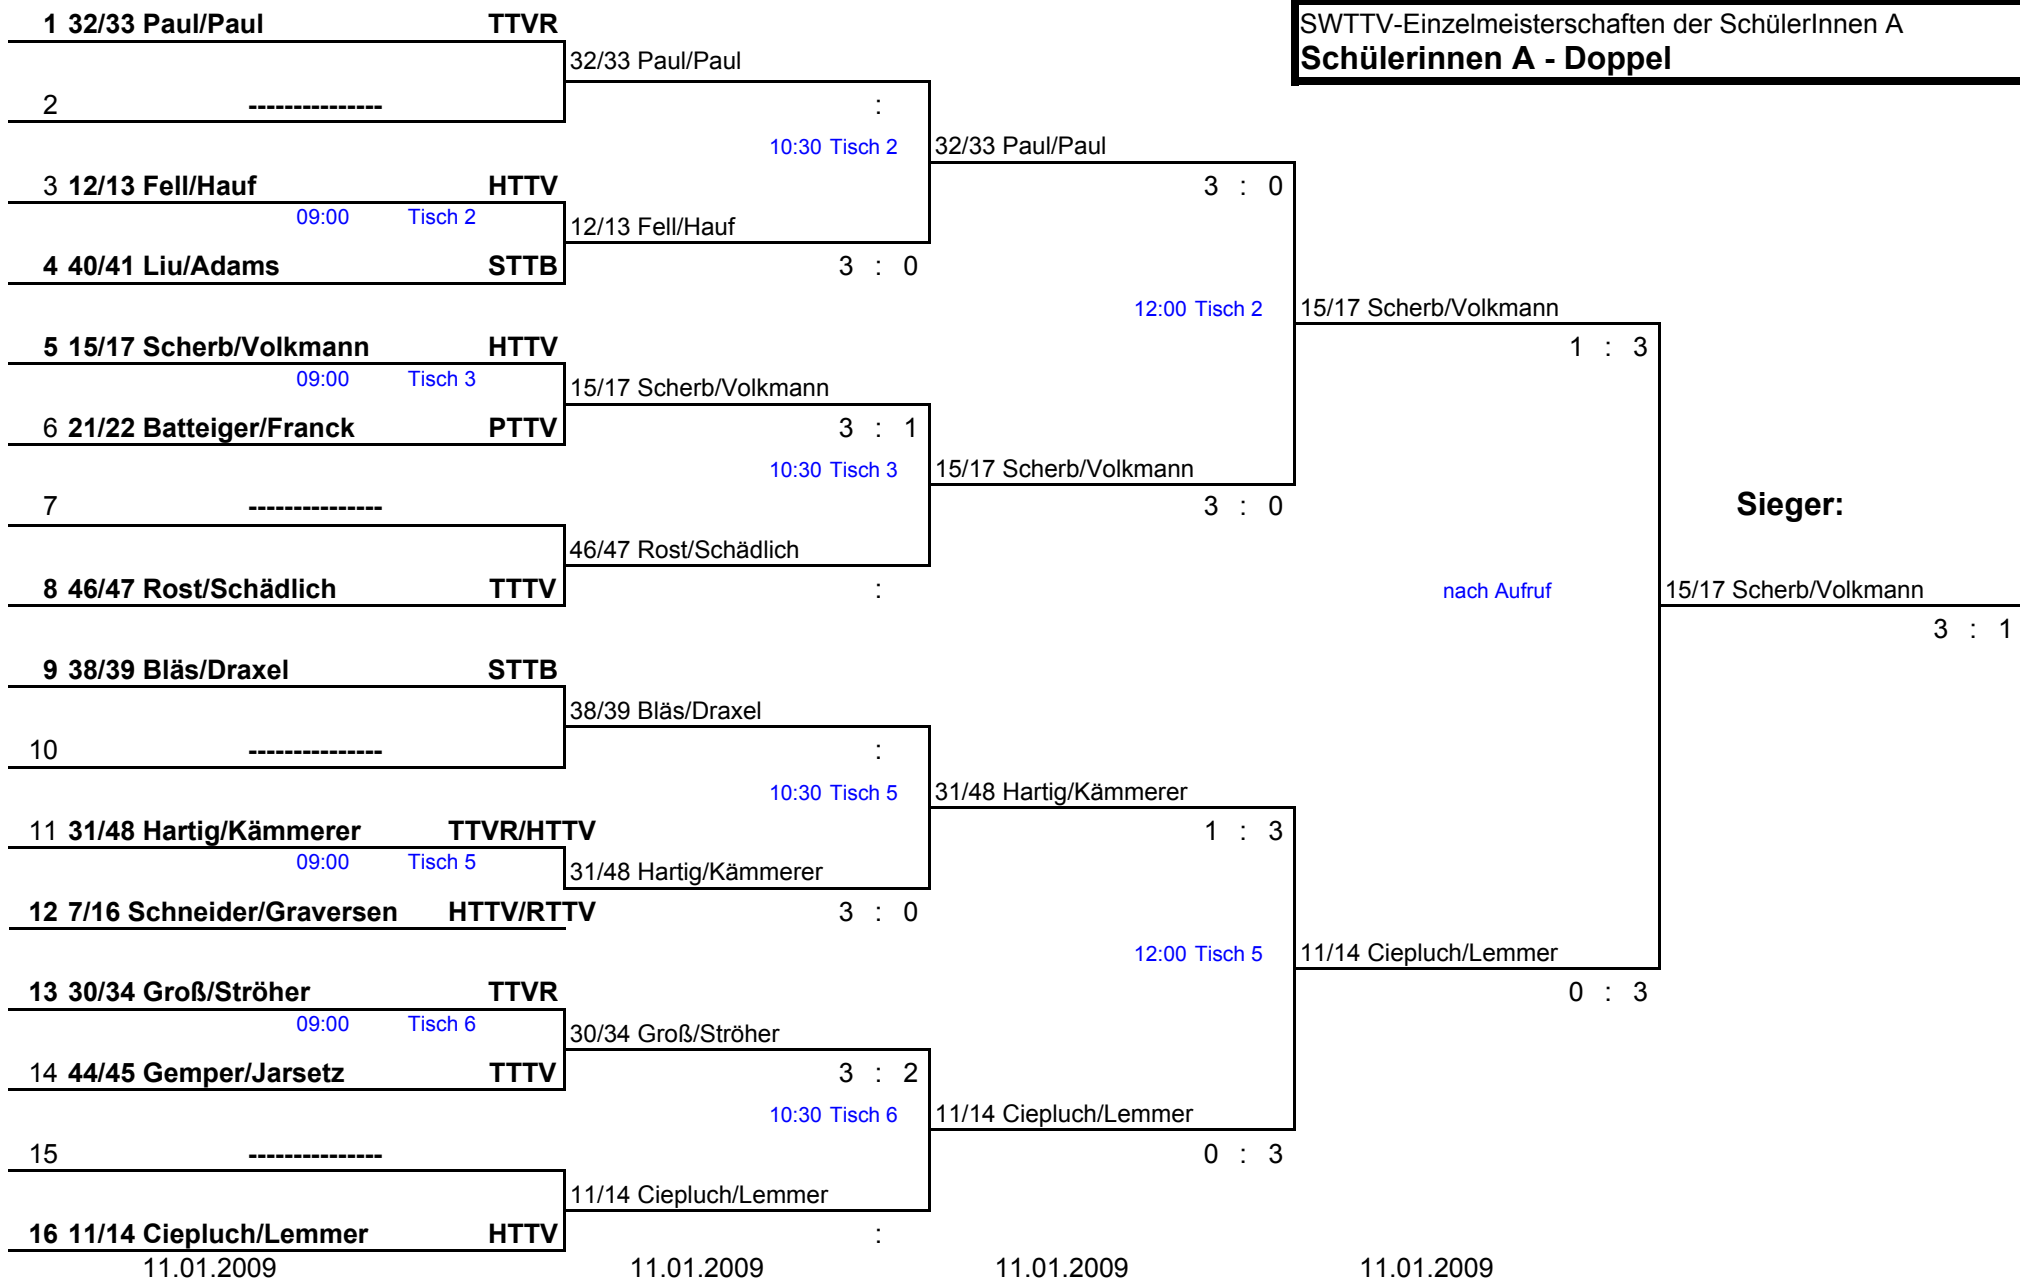 1 32/33 Paul/Paul TTVR
SWTTV-Einzelmeisterschaften der SchülerInnen A
Schülerinnen A - Doppel
32/33 Paul/Paul
2 --------------- :
10:30 Tisch 2 32/33 Paul/Paul
3 12/13 Fell/Hauf HTTV 3 : 0
09:00 Tisch 2 12/13 Fell/Hauf
4 40/41 Liu/Adams STTB 3 : 0
12:00 Tisch 2 15/17 Scherb/Volkmann
5 15/17 Scherb/Volkmann HTTV 1 : 3
09:00 Tisch 3 15/17 Scherb/Volkmann
6 21/22 Batteiger/Franck PTTV 3 : 1
10:30 Tisch 3 15/17 Scherb/Volkmann
7 --------------- 3 : 0 Sieger:
46/47 Rost/Schädlich
8 46/47 Rost/Schädlich TTTV : nach Aufruf 15/17 Scherb/Volkmann
3 : 1
9 38/39 Bläs/Draxel STTB
38/39 Bläs/Draxel
10 --------------- :
10:30 Tisch 5 31/48 Hartig/Kämmerer
11 31/48 Hartig/Kämmerer TTVR/HTTV 1 : 3
09:00 Tisch 5 31/48 Hartig/Kämmerer
12 7/16 Schneider/Graversen HTTV/RTTV 3 : 0
12:00 Tisch 5 11/14 Ciepluch/Lemmer
13 30/34 Groß/Ströher TTVR 0 : 3
09:00 Tisch 6 30/34 Groß/Ströher
14 44/45 Gemper/Jarsetz TTTV 3 : 2
10:30 Tisch 6 11/14 Ciepluch/Lemmer
15 --------------- 0 : 3
11/14 Ciepluch/Lemmer
16 11/14 Ciepluch/Lemmer HTTV :
11.01.2009 11.01.2009 11.01.2009 11.01.2009